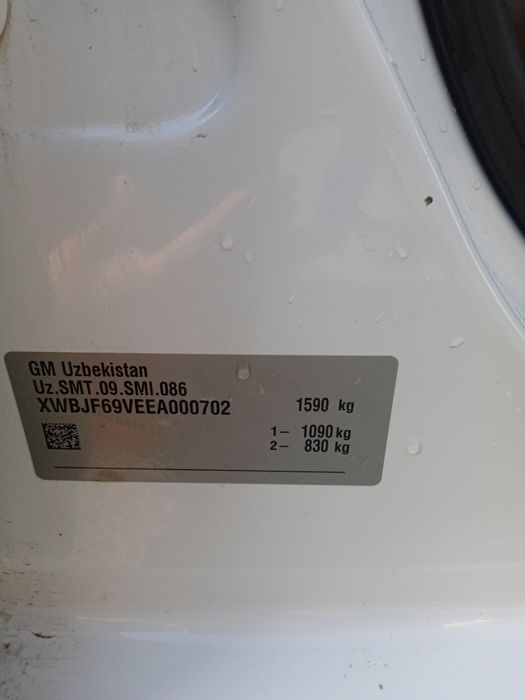 GM Uzbekistan
Uz.SMT.09.SMI.086
XWBJF69VEEA000702 1590 kg
1– 1090 kg
2– 830 kg